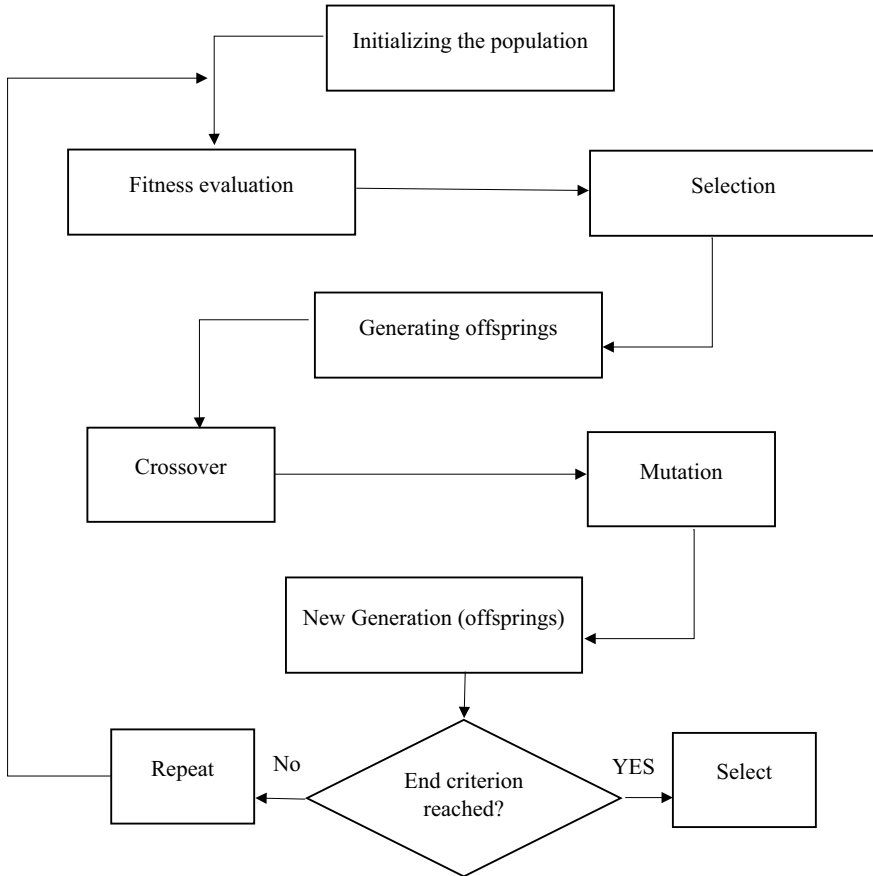 Initializing the population
Fitness evaluation
Selection
Generating offsprings
Crossover
Mutation
New Generation (offsprings)
Repeat
No
End criterion
reached?
YES
Select